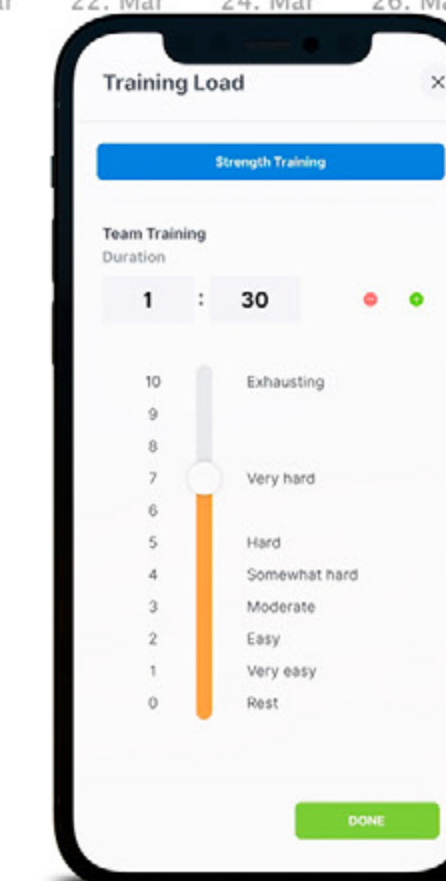 22. Mar 24. Mar 26. Ma
Training Load
Strength Training
Team Training
Duration
1 : 30
10 Exhausting
9
8
7 Very hard
6
5 Hard
4 Somewhat hard
3 Moderate
2 Easy
1 Very easy
0 Rest
DONE